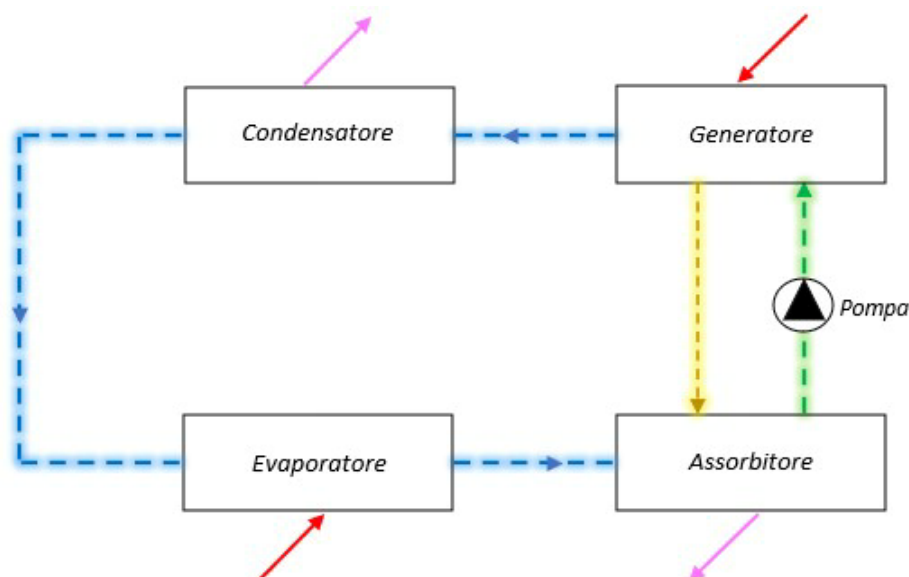 Condensatore
Generatore
Pompa
Evaporatore
Assorbitore